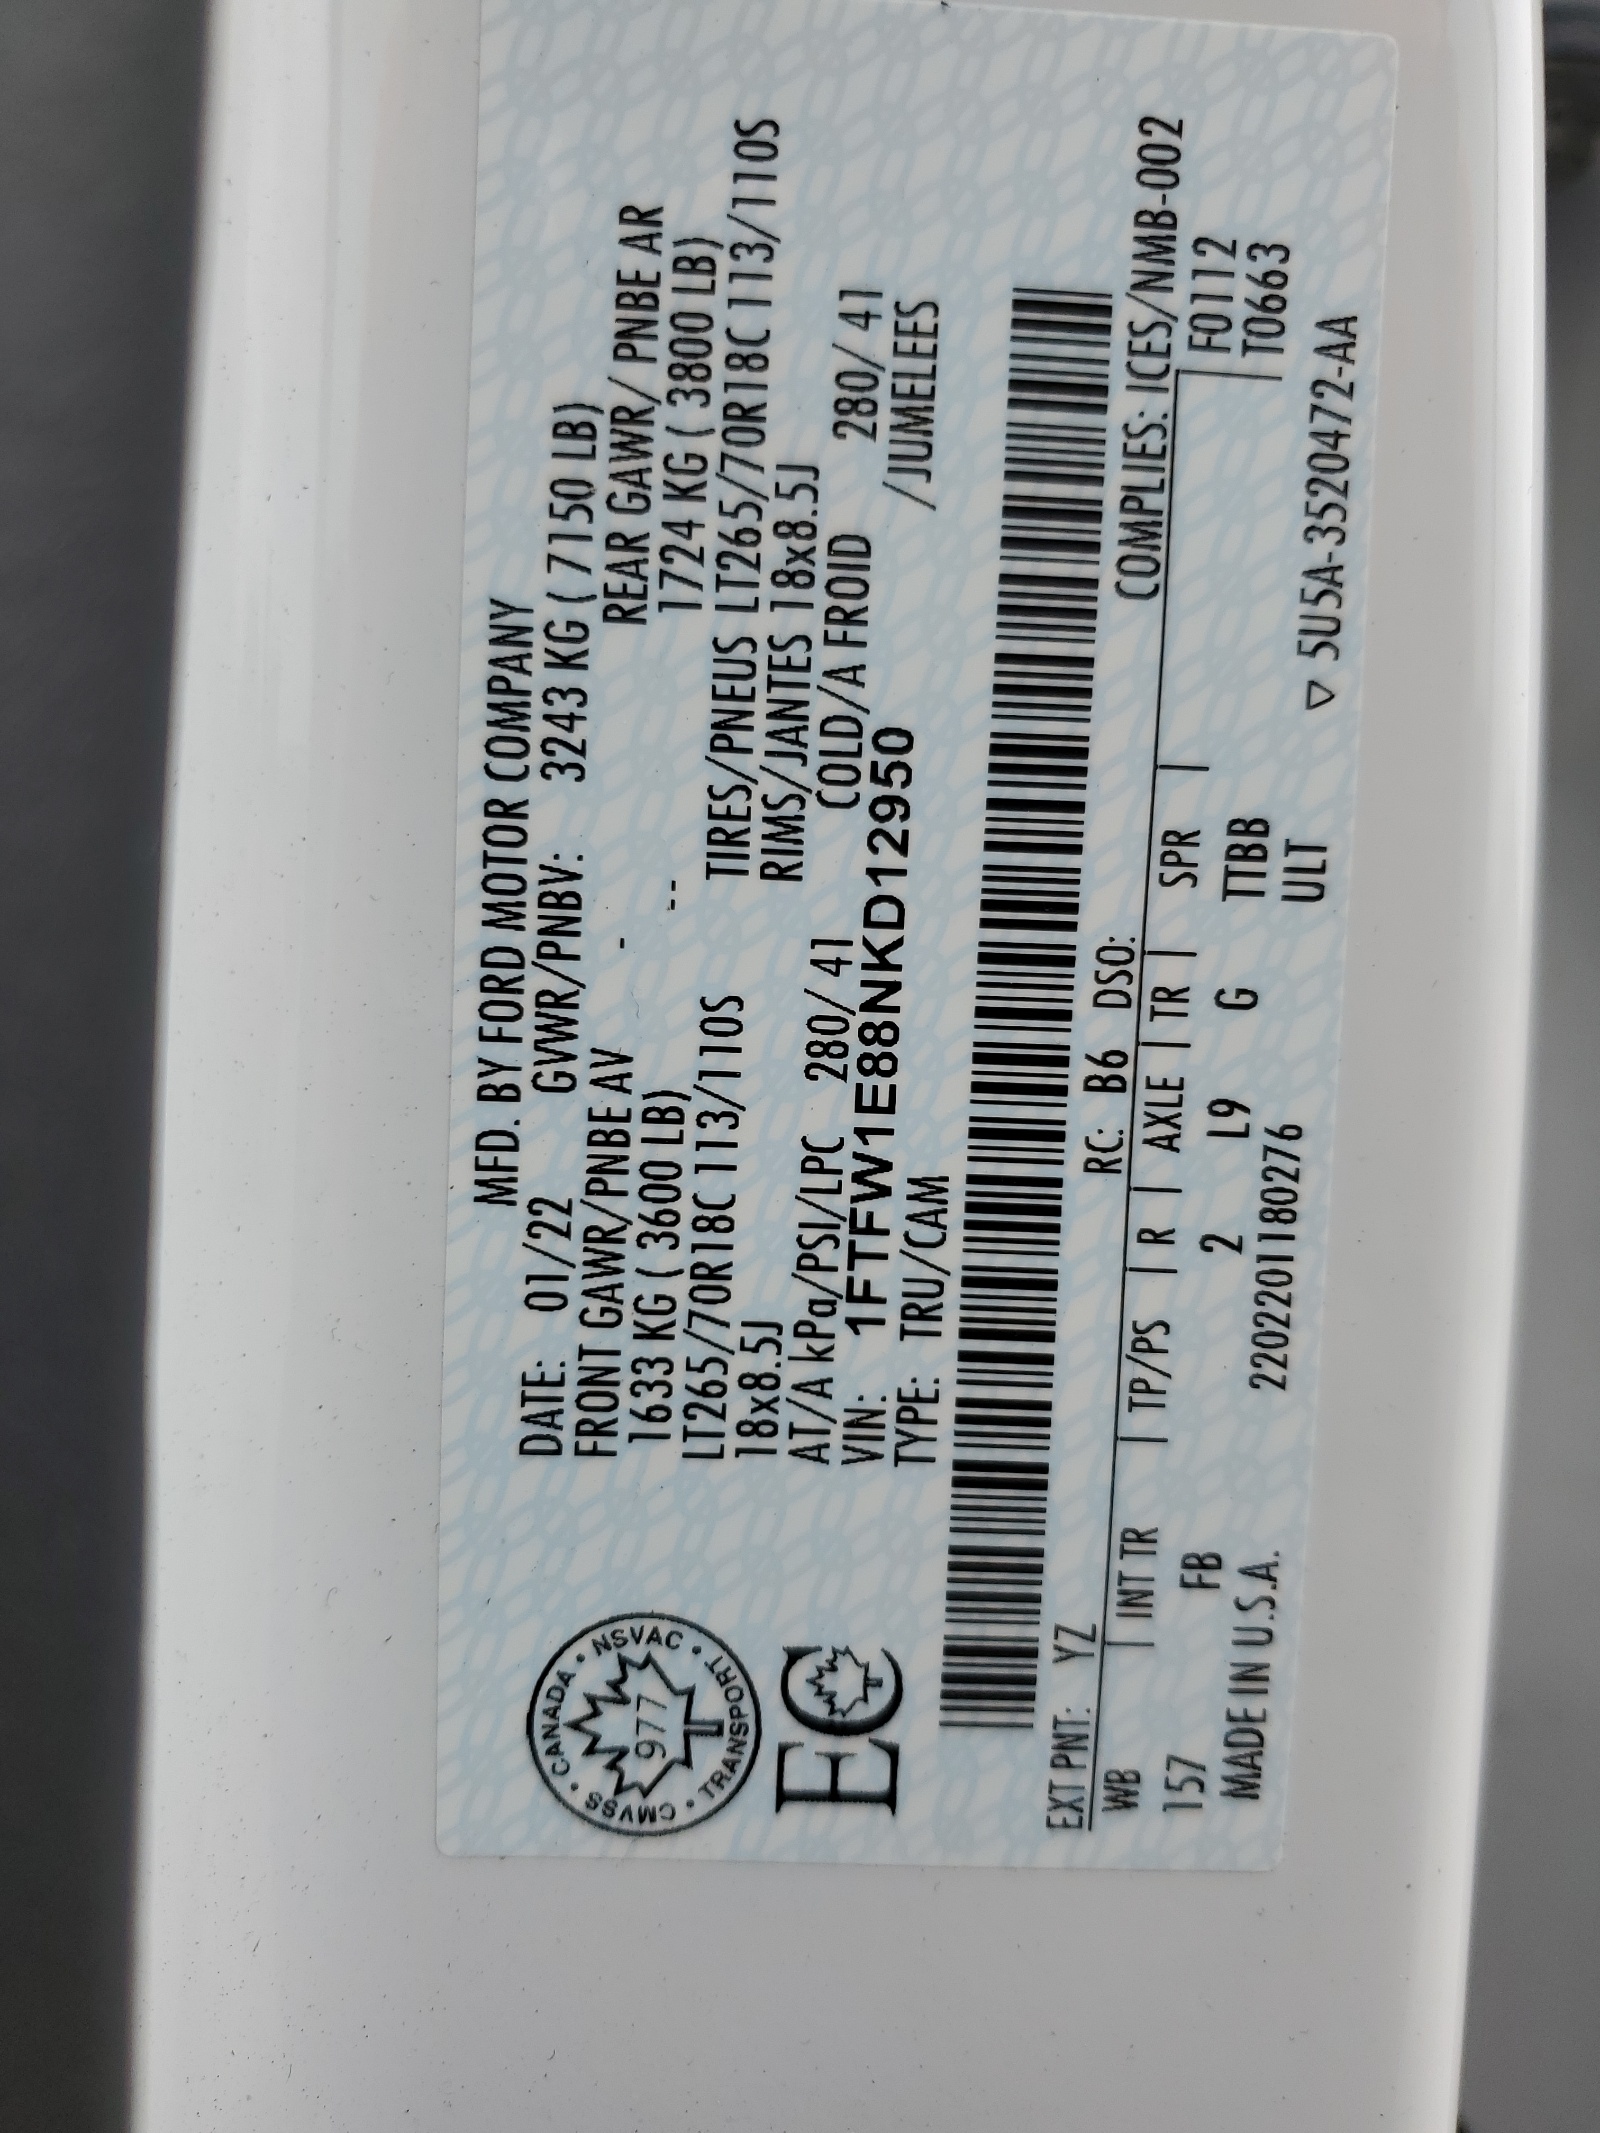 MFD. BY FORD MOTOR COMPANY
DATE: 01/22 GVWR/PNBV: 3243 KG ( 7150 LB)
FRONT GAWR/PNBE AV - REAR GAWR/ PNBE AR
1633 KG ( 3600 LB) -- 1724 KG ( 3800 LB)
LT265/70R18C 113/110S TIRES/PNEUS LT265/70R18C 113/110S
18x8.5J RIMS/JANTES 18x8.5J
AT/A kPa/PSI/LPC 280/ 41 COLD/A FROID 280/ 41
VIN: 1FTFW1E88NKD12950 /JUMELEES
TYPE: TRU/CAM
CANADA • NSVAC • TRANSPORT • CMVSS •
977
EC
EXT PNT: YZ RC: B6 DSO: COMPLIES: ICES/NMB-002
WB | INT TR | TP/PS | R | AXLE | TR | SPR | F0112
157 FB 2 L9 G TTBB T0663
MADE IN U.S.A. 2202201180276 ULT
▽ 5U5A-3520472-AA